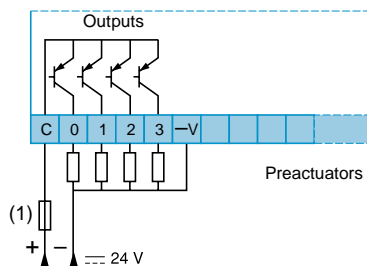 Outputs
C 0 1 2 3 –V
Preactuators
(1)
+ – 24 V